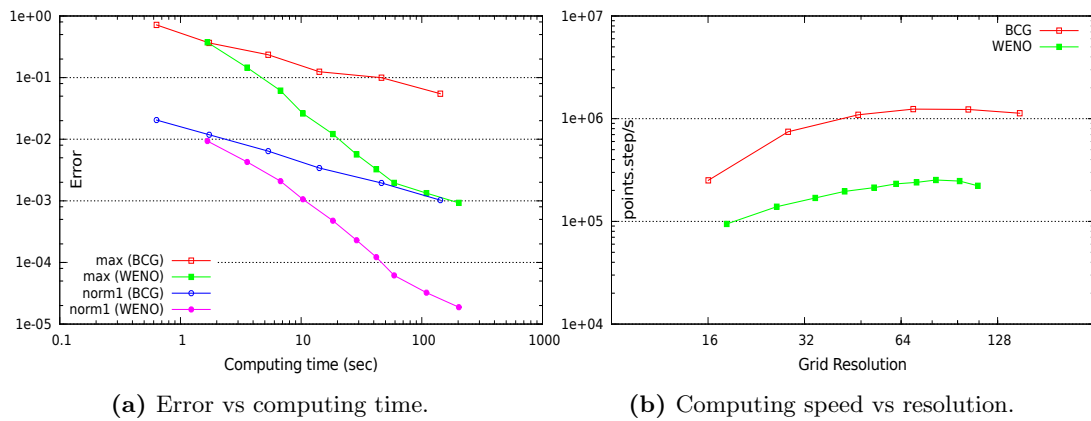 1e+00
1e-01
1e-02
1e-03
1e-04
1e-05
Error
max (BCG)
max (WENO)
norm1 (BCG)
norm1 (WENO)
0.1 1 10 100 1000
Computing time (sec)
(a) Error vs computing time.
1e+07
1e+06
1e+05
1e+04
points.step/s
BCG
WENO
16 32 64 128
Grid Resolution
(b) Computing speed vs resolution.